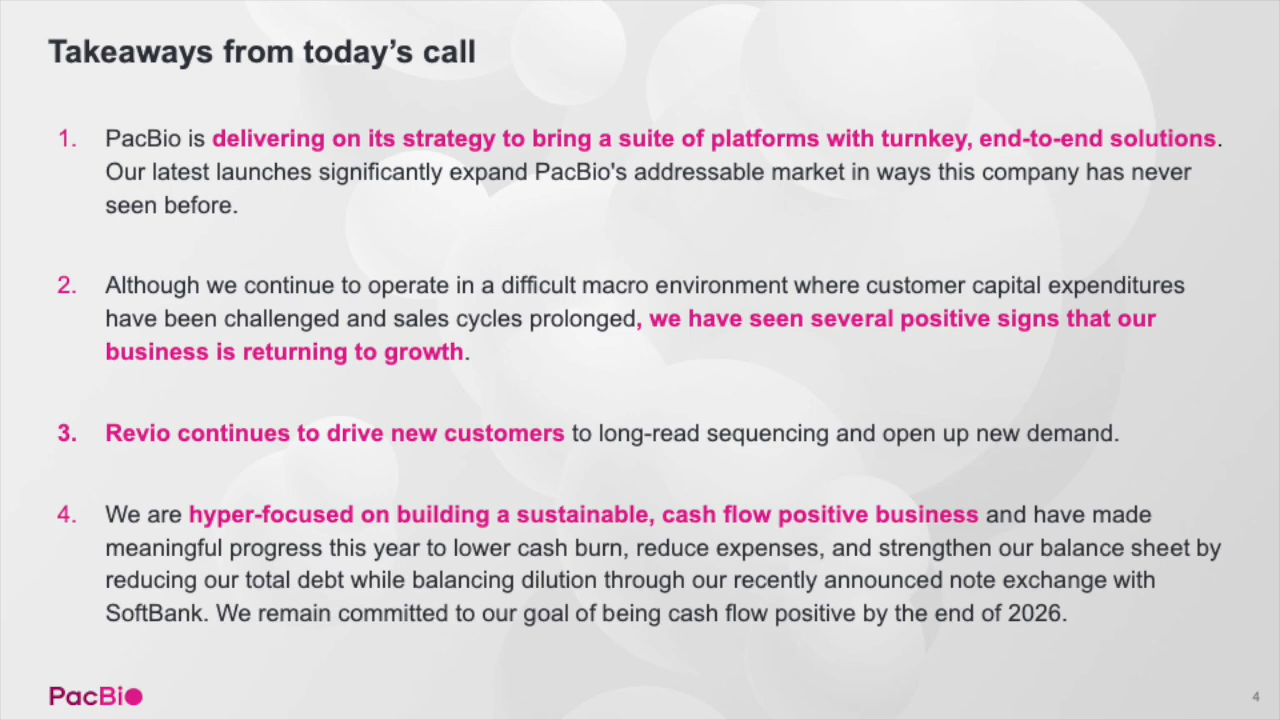 Takeaways from today’s call
1. PacBio is delivering on its strategy to bring a suite of platforms with turnkey, end-to-end solutions.
Our latest launches significantly expand PacBio's addressable market in ways this company has never
seen before.
2. Although we continue to operate in a difficult macro environment where customer capital expenditures
have been challenged and sales cycles prolonged, we have seen several positive signs that our
business is returning to growth.
3. Revio continues to drive new customers to long-read sequencing and open up new demand.
4. We are hyper-focused on building a sustainable, cash flow positive business and have made
meaningful progress this year to lower cash burn, reduce expenses, and strengthen our balance sheet by
reducing our total debt while balancing dilution through our recently announced note exchange with
SoftBank. We remain committed to our goal of being cash flow positive by the end of 2026.
PacBio
4